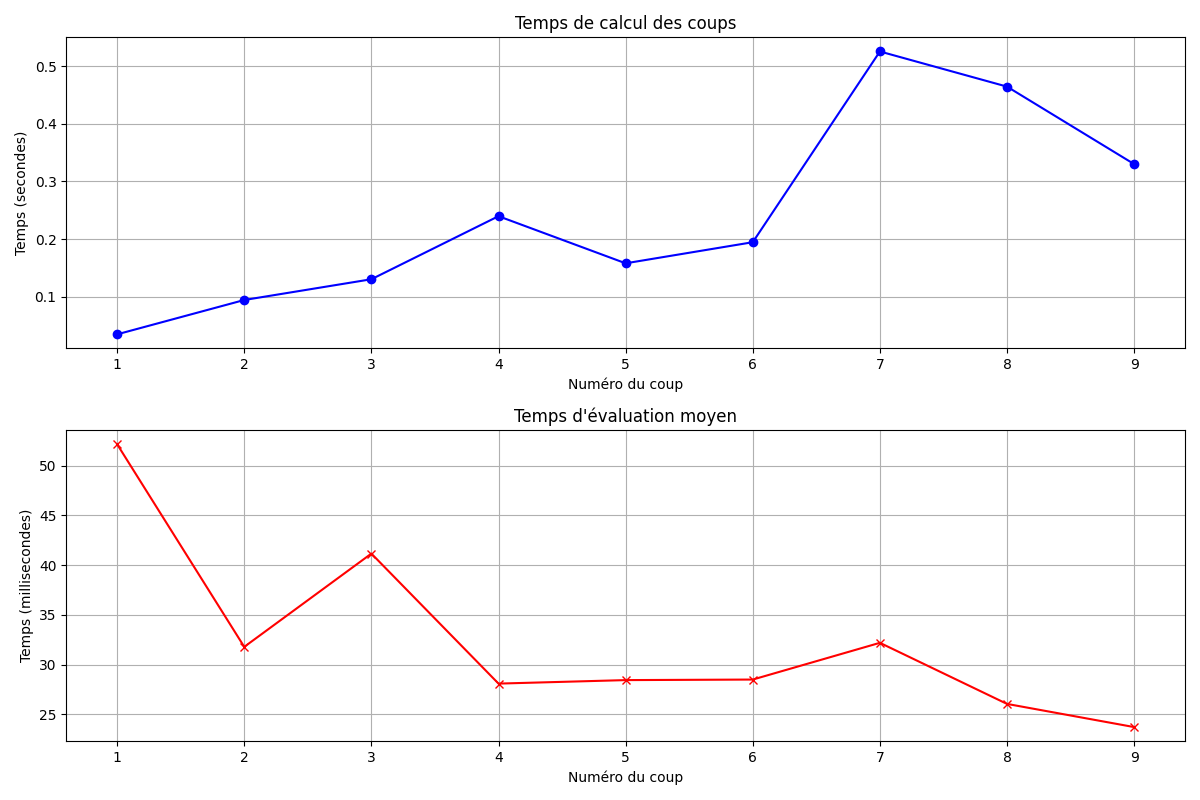 Temps de calcul des coups
Temps (secondes)
0.5
0.4
0.3
0.2
0.1
1 2 3 4 5 6 7 8 9
Numéro du coup
Temps d'évaluation moyen
Temps (millisecondes)
50
45
40
35
30
25
1 2 3 4 5 6 7 8 9
Numéro du coup